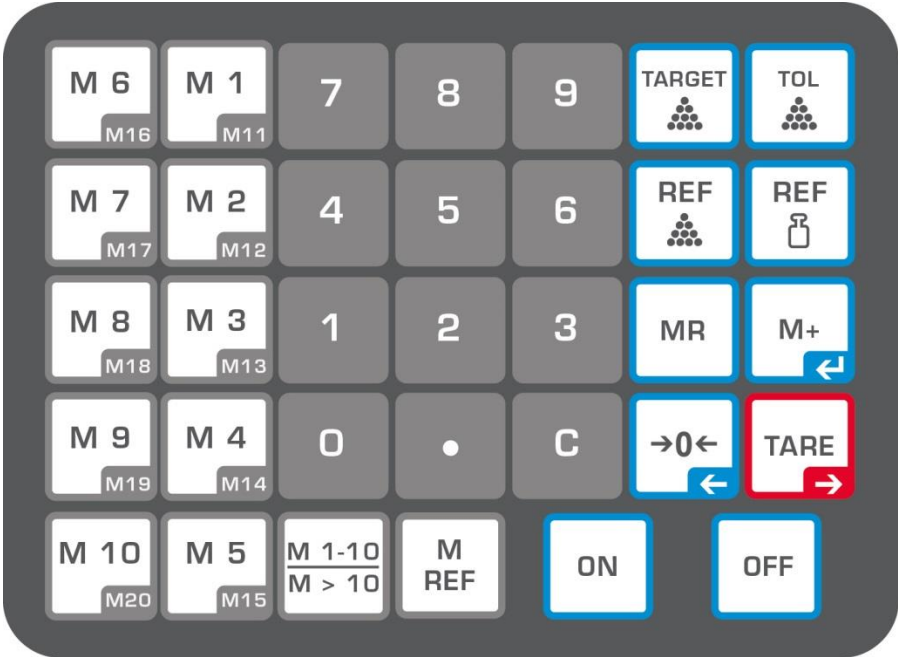 M 6 M 1 7 8 9 TARGET TOL
M16 M11
M 7 M 2 4 5 6 REF REF
M17 M12
M 8 M 3 1 2 3 MR M+
M18 M13
M 9 M 4 0 . C →0← TARE
M19 M14
M 10 M 5 M 1-10 M ON OFF
M > 10 REF
M20 M15